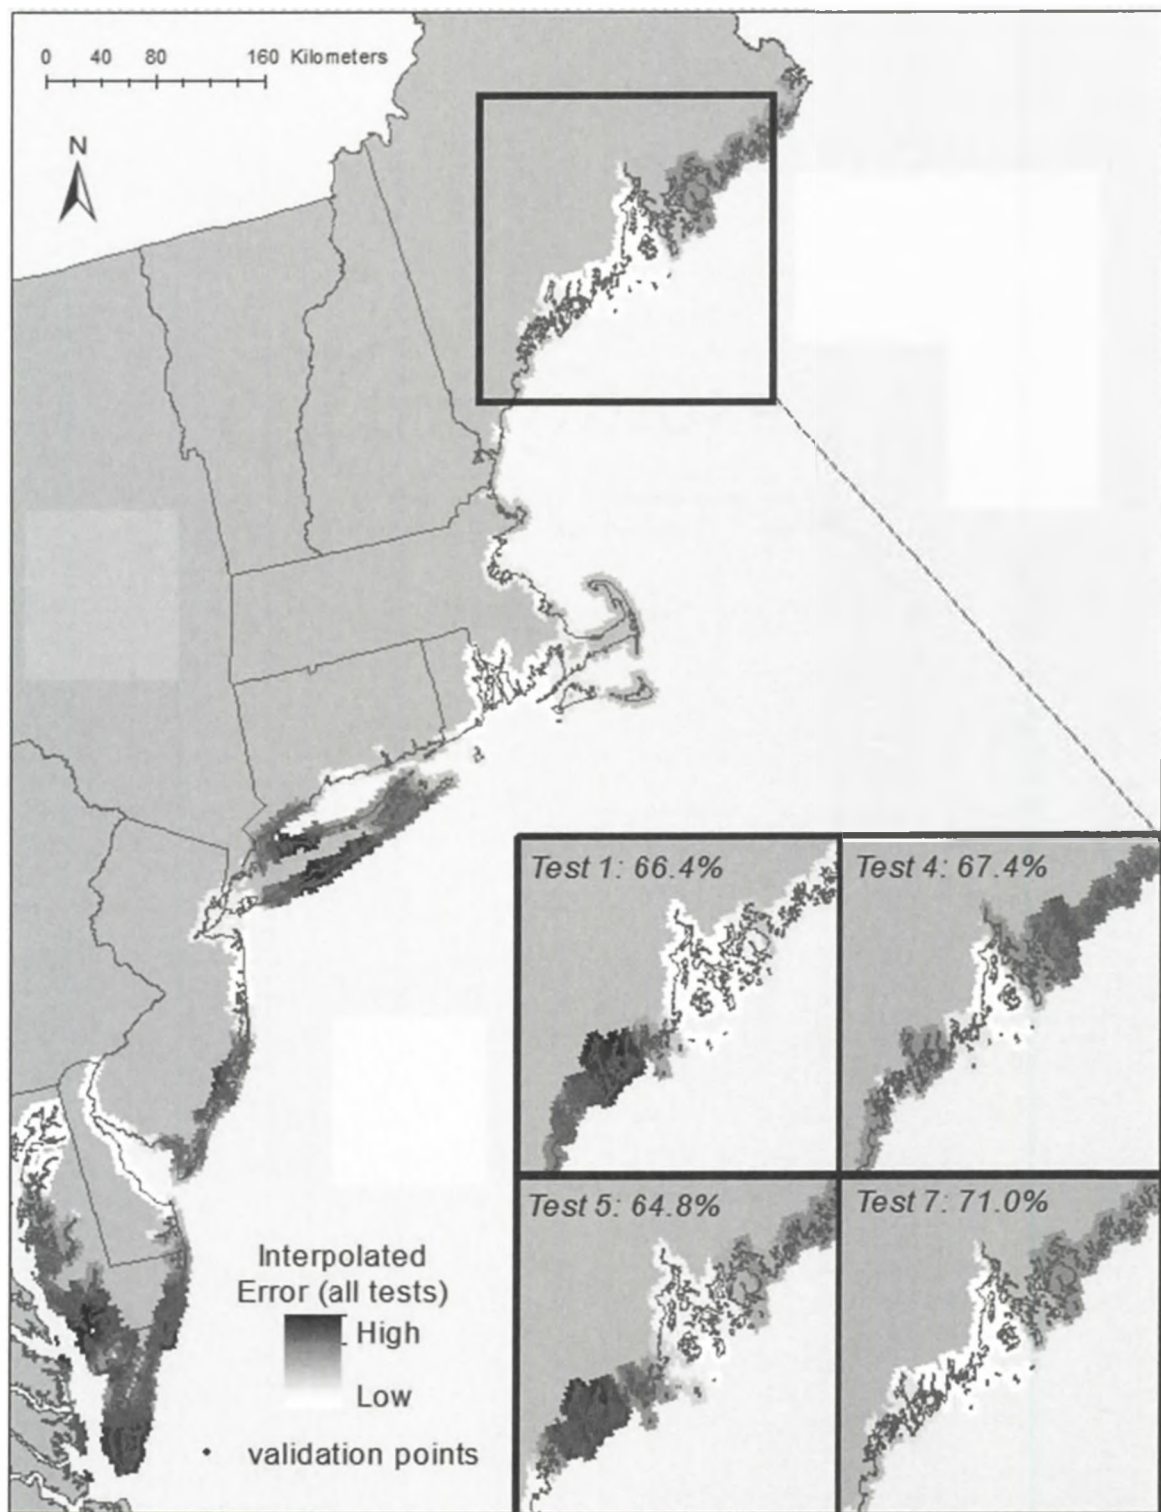 0 40 80 160 Kilometers
N
Test 1: 66.4%
Test 4: 67.4%
Test 5: 64.8%
Test 7: 71.0%
Interpolated
Error (all tests)
High
Low
validation points